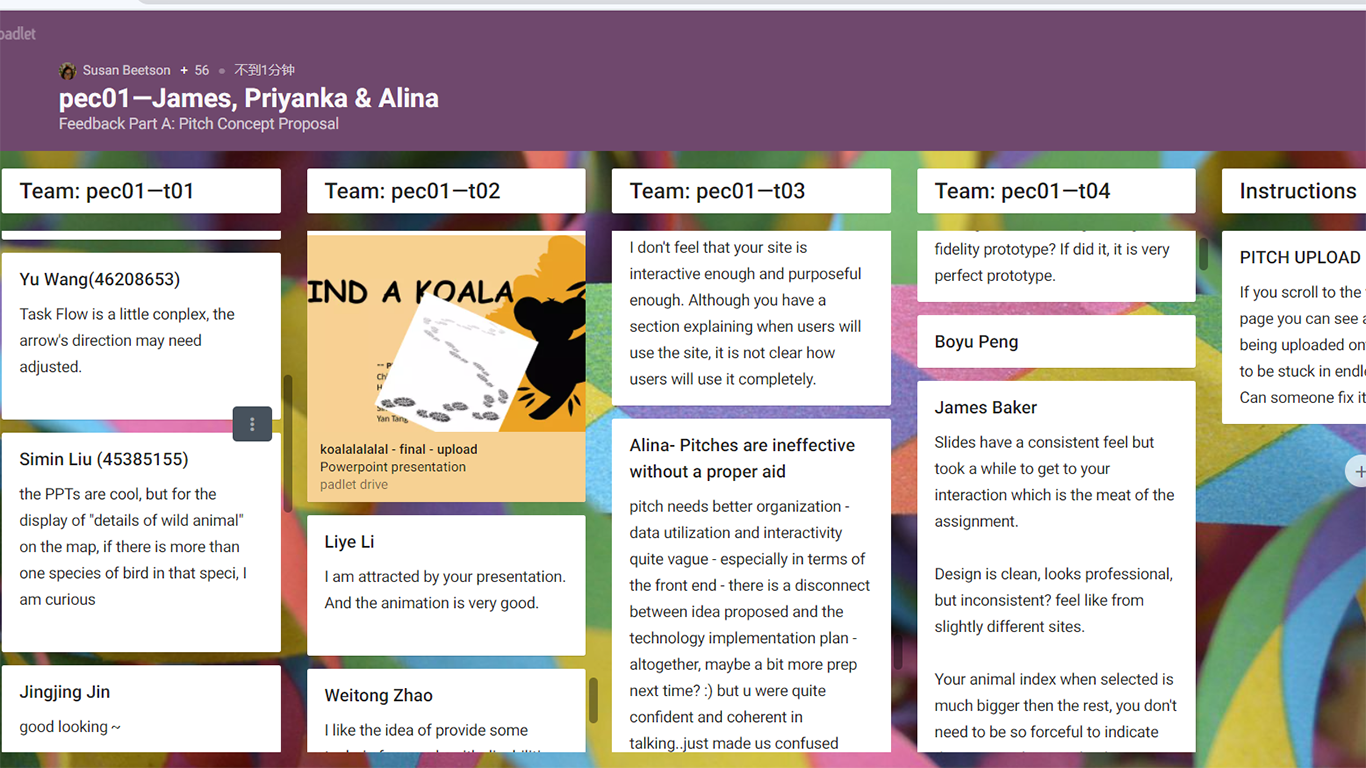 padlet
Susan Beetson + 56 • 不到1分钟
pec01—James, Priyanka & Alina
Feedback Part A: Pitch Concept Proposal
Team: pec01—t01
Yu Wang(46208653)
Task Flow is a little conplex, the
arrow's direction may need
adjusted.
Simin Liu (45385155)
the PPTs are cool, but for the
display of "details of wild animal"
on the map, if there is more than
one species of bird in that speci, I
am curious
Jingjing Jin
good looking ~
Team: pec01—t02
IND A KOALA
Yan Tang
koalalalalal - final - upload
Powerpoint presentation
padlet drive
Liye Li
I am attracted by your presentation.
And the animation is very good.
Weitong Zhao
I like the idea of provide some
Team: pec01—t03
I don't feel that your site is
interactive enough and purposeful
enough. Although you have a
section explaining when users will
use the site, it is not clear how
users will use it completely.
Alina- Pitches are ineffective
without a proper aid
pitch needs better organization -
data utilization and interactivity
quite vague - especially in terms of
the front end - there is a disconnect
between idea proposed and the
technology implementation plan -
altogether, maybe a bit more prep
next time? :) but u were quite
confident and coherent in
talking..just made us confused
Team: pec01—t04
fidelity prototype? If did it, it is very
perfect prototype.
Boyu Peng
James Baker
Slides have a consistent feel but
took a while to get to your
interaction which is the meat of the
assignment.
Design is clean, looks professional,
but inconsistent? feel like from
slightly different sites.
Your animal index when selected is
much bigger then the rest, you don't
need to be so forceful to indicate
Instructions
PITCH UPLOAD
If you scroll to the
page you can see a
being uploaded on
to be stuck in endl
Can someone fix it